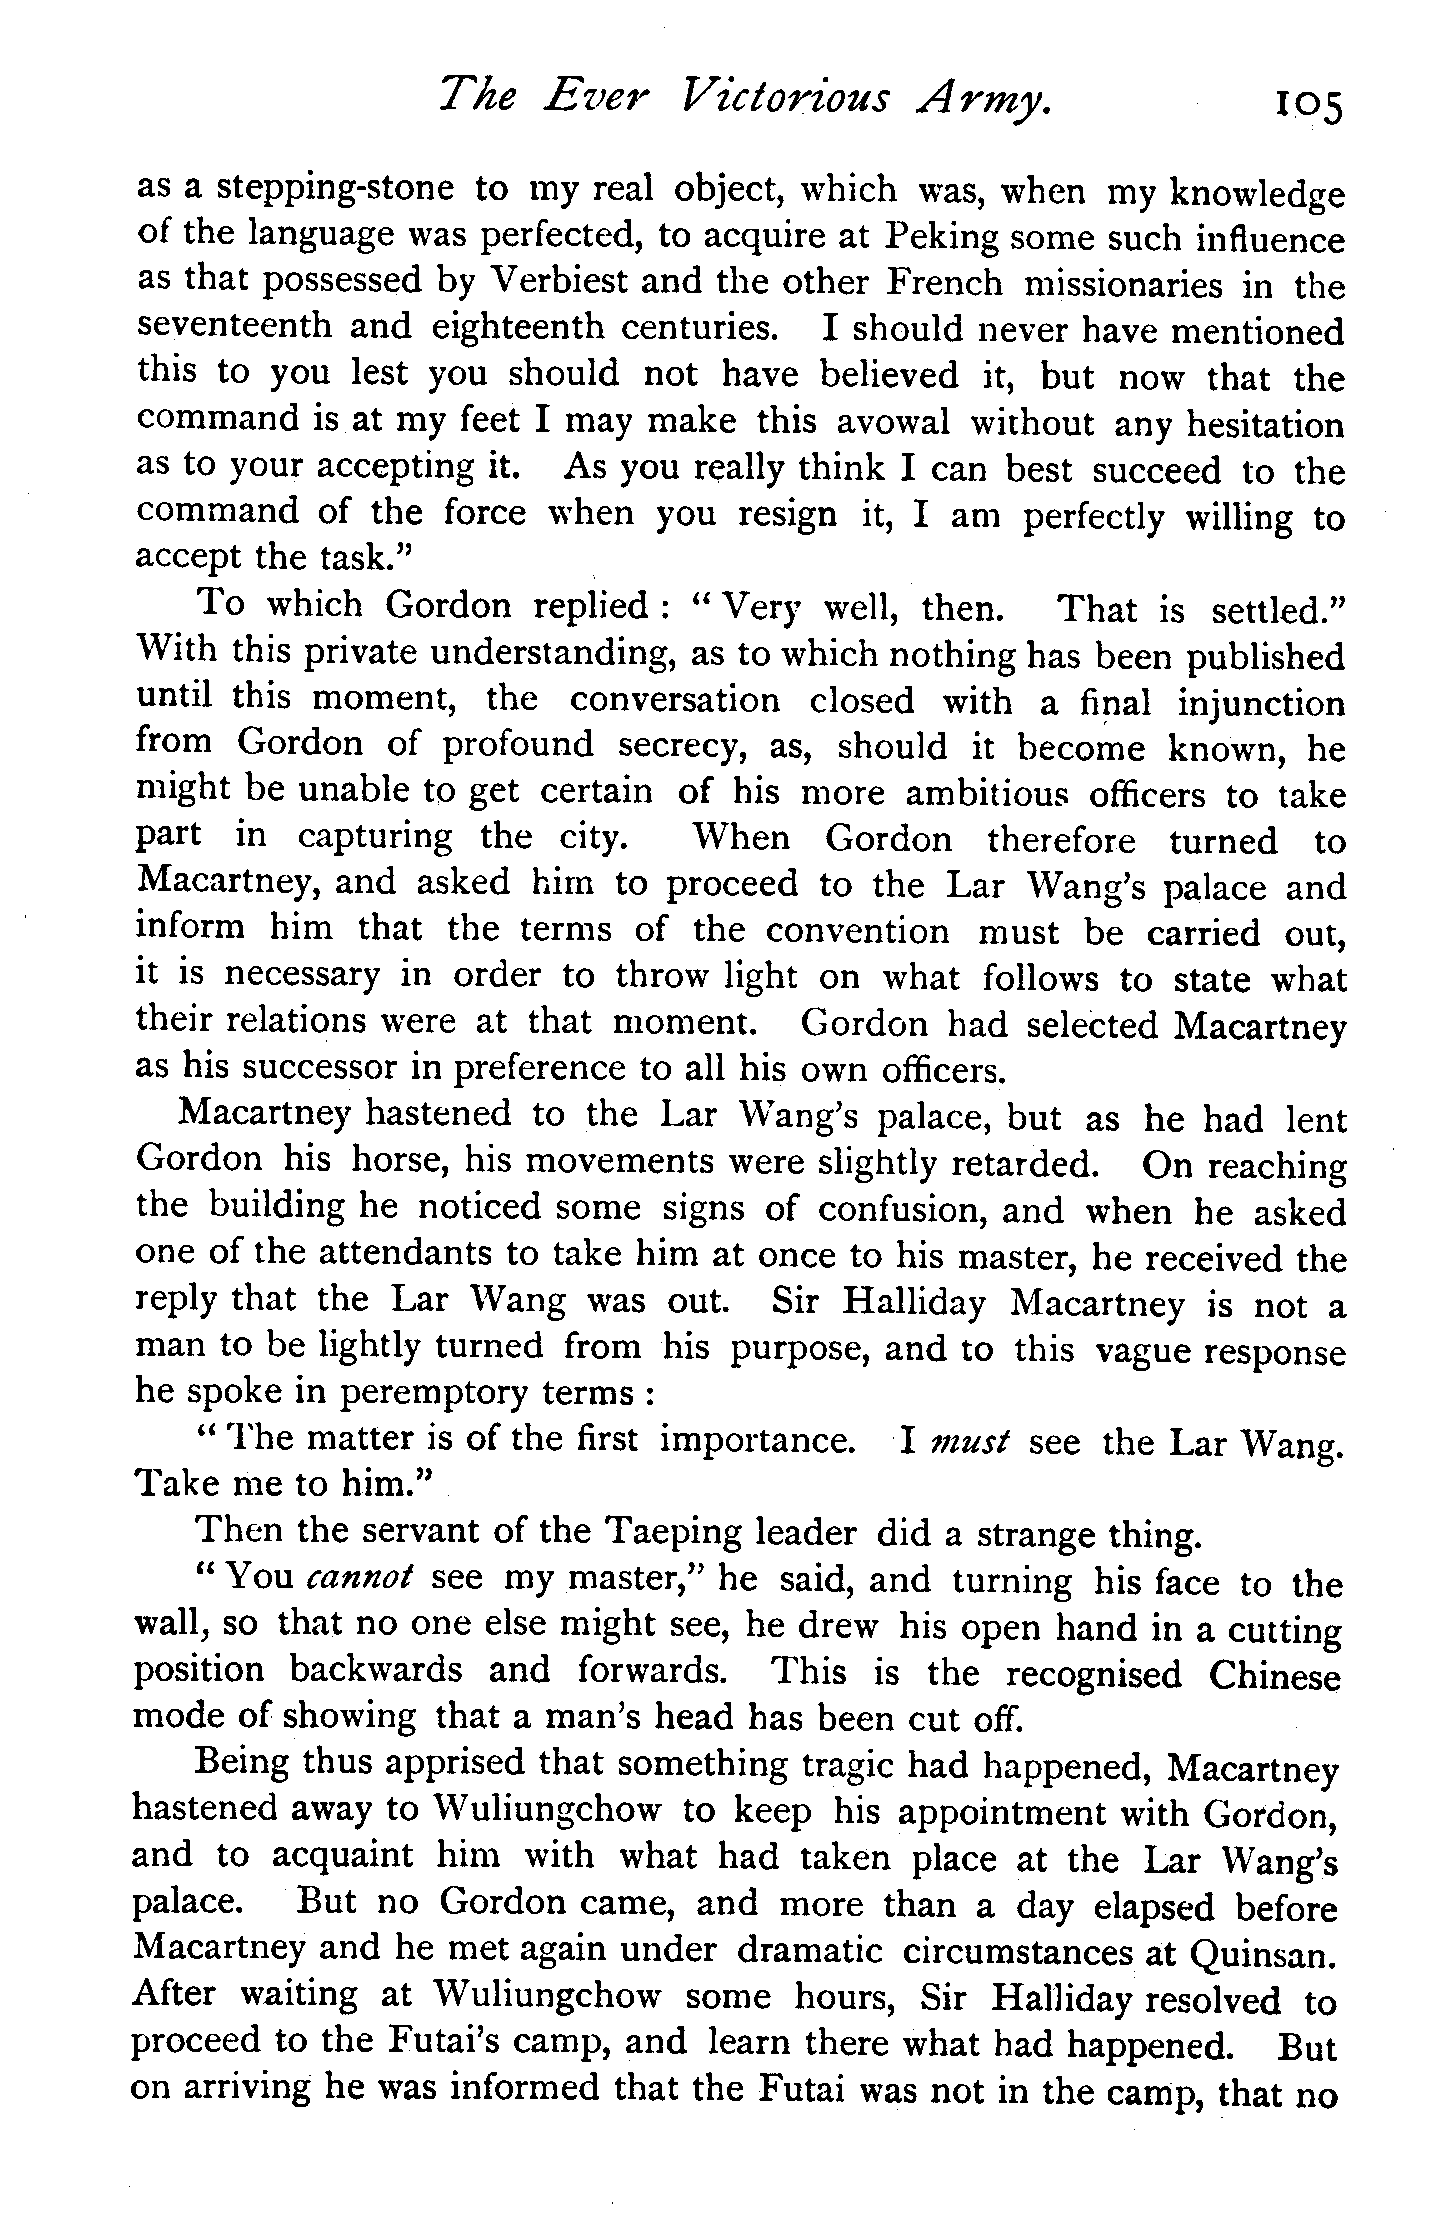 The Ever Victorious Army. 105
as a stepping-stone to my real object, which was, when my knowledge
of the language was perfected, to acquire at Peking some such influence
as that possessed by Verbiest and the other French missionaries in the
seventeenth and eighteenth centuries. I should never have mentioned
this to you lest you should not have believed it, but now that the
command is at my feet I may make this avowal without any hesitation
as to your accepting it. As you really think I can best succeed to the
command of the force when you resign it, I am perfectly willing to
accept the task.”
To which Gordon replied : “ Very well, then. That is settled.”
With this private understanding, as to which nothing has been published
until this moment, the conversation closed with a final injunction
from Gordon of profound secrecy, as, should it become known, he
might be unable to get certain of his more ambitious officers to take
part in capturing the city. When Gordon therefore turned to
Macartney, and asked him to proceed to the Lar Wang’s palace and
inform him that the terms of the convention must be carried out,
it is necessary in order to throw light on what follows to state what
their relations were at that moment. Gordon had selected Macartney
as his successor in preference to all his own officers.
Macartney hastened to the Lar Wang’s palace, but as he had lent
Gordon his horse, his movements were slightly retarded. On reaching
the building he noticed some signs of confusion, and when he asked
one of the attendants to take him at once to his master, he received the
reply that the Lar Wang was out. Sir Halliday Macartney is not a
man to be lightly turned from his purpose, and to this vague response
he spoke in peremptory terms :
“ The matter is of the first importance. I must see the Lar Wang.
Take me to him.”
Then the servant of the Taeping leader did a strange thing.
“ You cannot see my master,” he said, and turning his face to the
wall, so that no one else might see, he drew his open hand in a cutting
position backwards and forwards. This is the recognised Chinese
mode of showing that a man’s head has been cut off.
Being thus apprised that something tragic had happened, Macartney
hastened away to Wuliungchow to keep his appointment with Gordon,
and to acquaint him with what had taken place at the Lar Wang’s
palace. But no Gordon came, and more than a day elapsed before
Macartney and he met again under dramatic circumstances at Quinsan.
After waiting at Wuliungchow some hours, Sir Halliday resolved to
proceed to the Futai’s camp, and learn there what had happened. But
on arriving he was informed that the Futai was not in the camp, that no